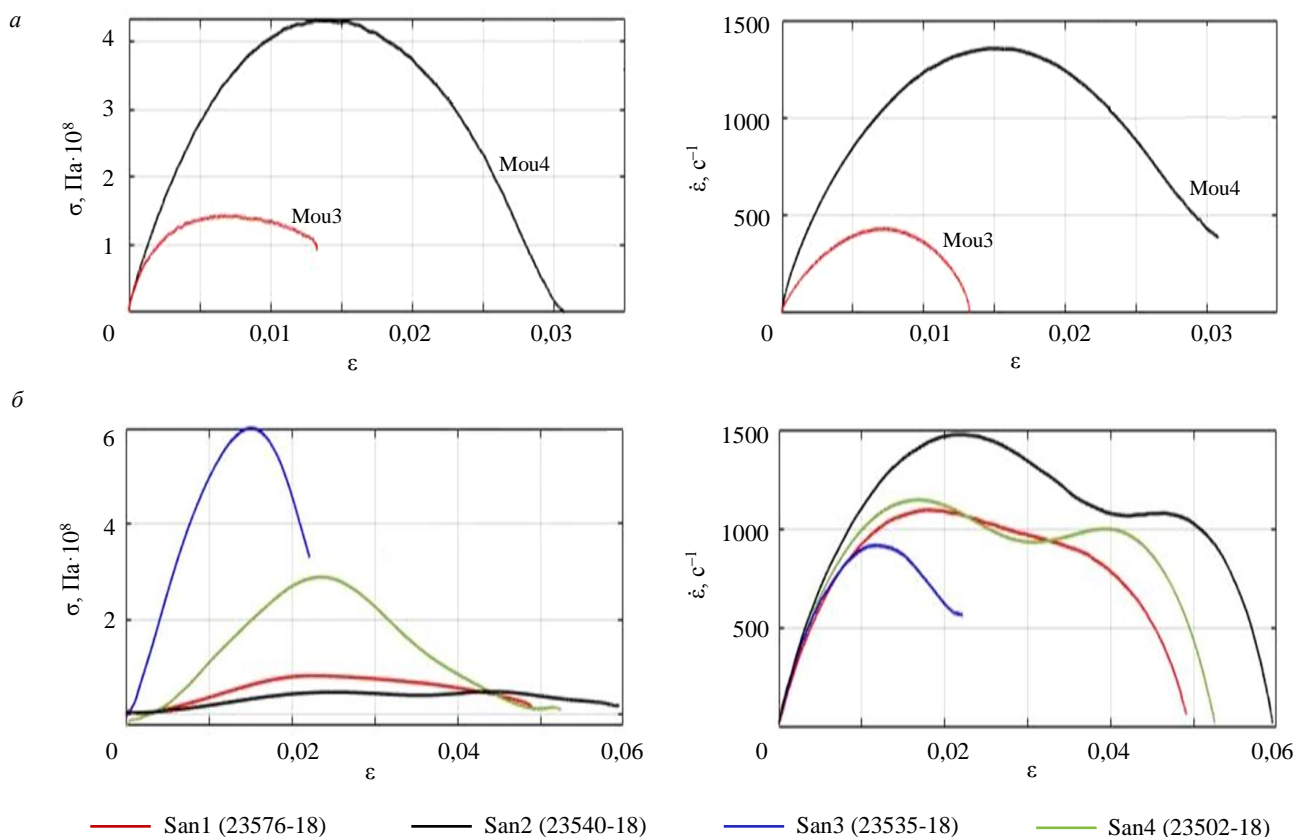 а
σ, Па·10⁸
4
3
2
1
0
0,01
0,02
0,03
ε
Mou4
Mou3
ε̇, с⁻¹
1500
1000
500
0
0,01
0,02
0,03
ε
Mou4
Mou3
б
σ, Па·10⁸
6
4
2
0
0,02
0,04
0,06
ε
ε̇, с⁻¹
1500
1000
500
0
0,02
0,04
0,06
ε
San1 (23576-18)
San2 (23540-18)
San3 (23535-18)
San4 (23502-18)